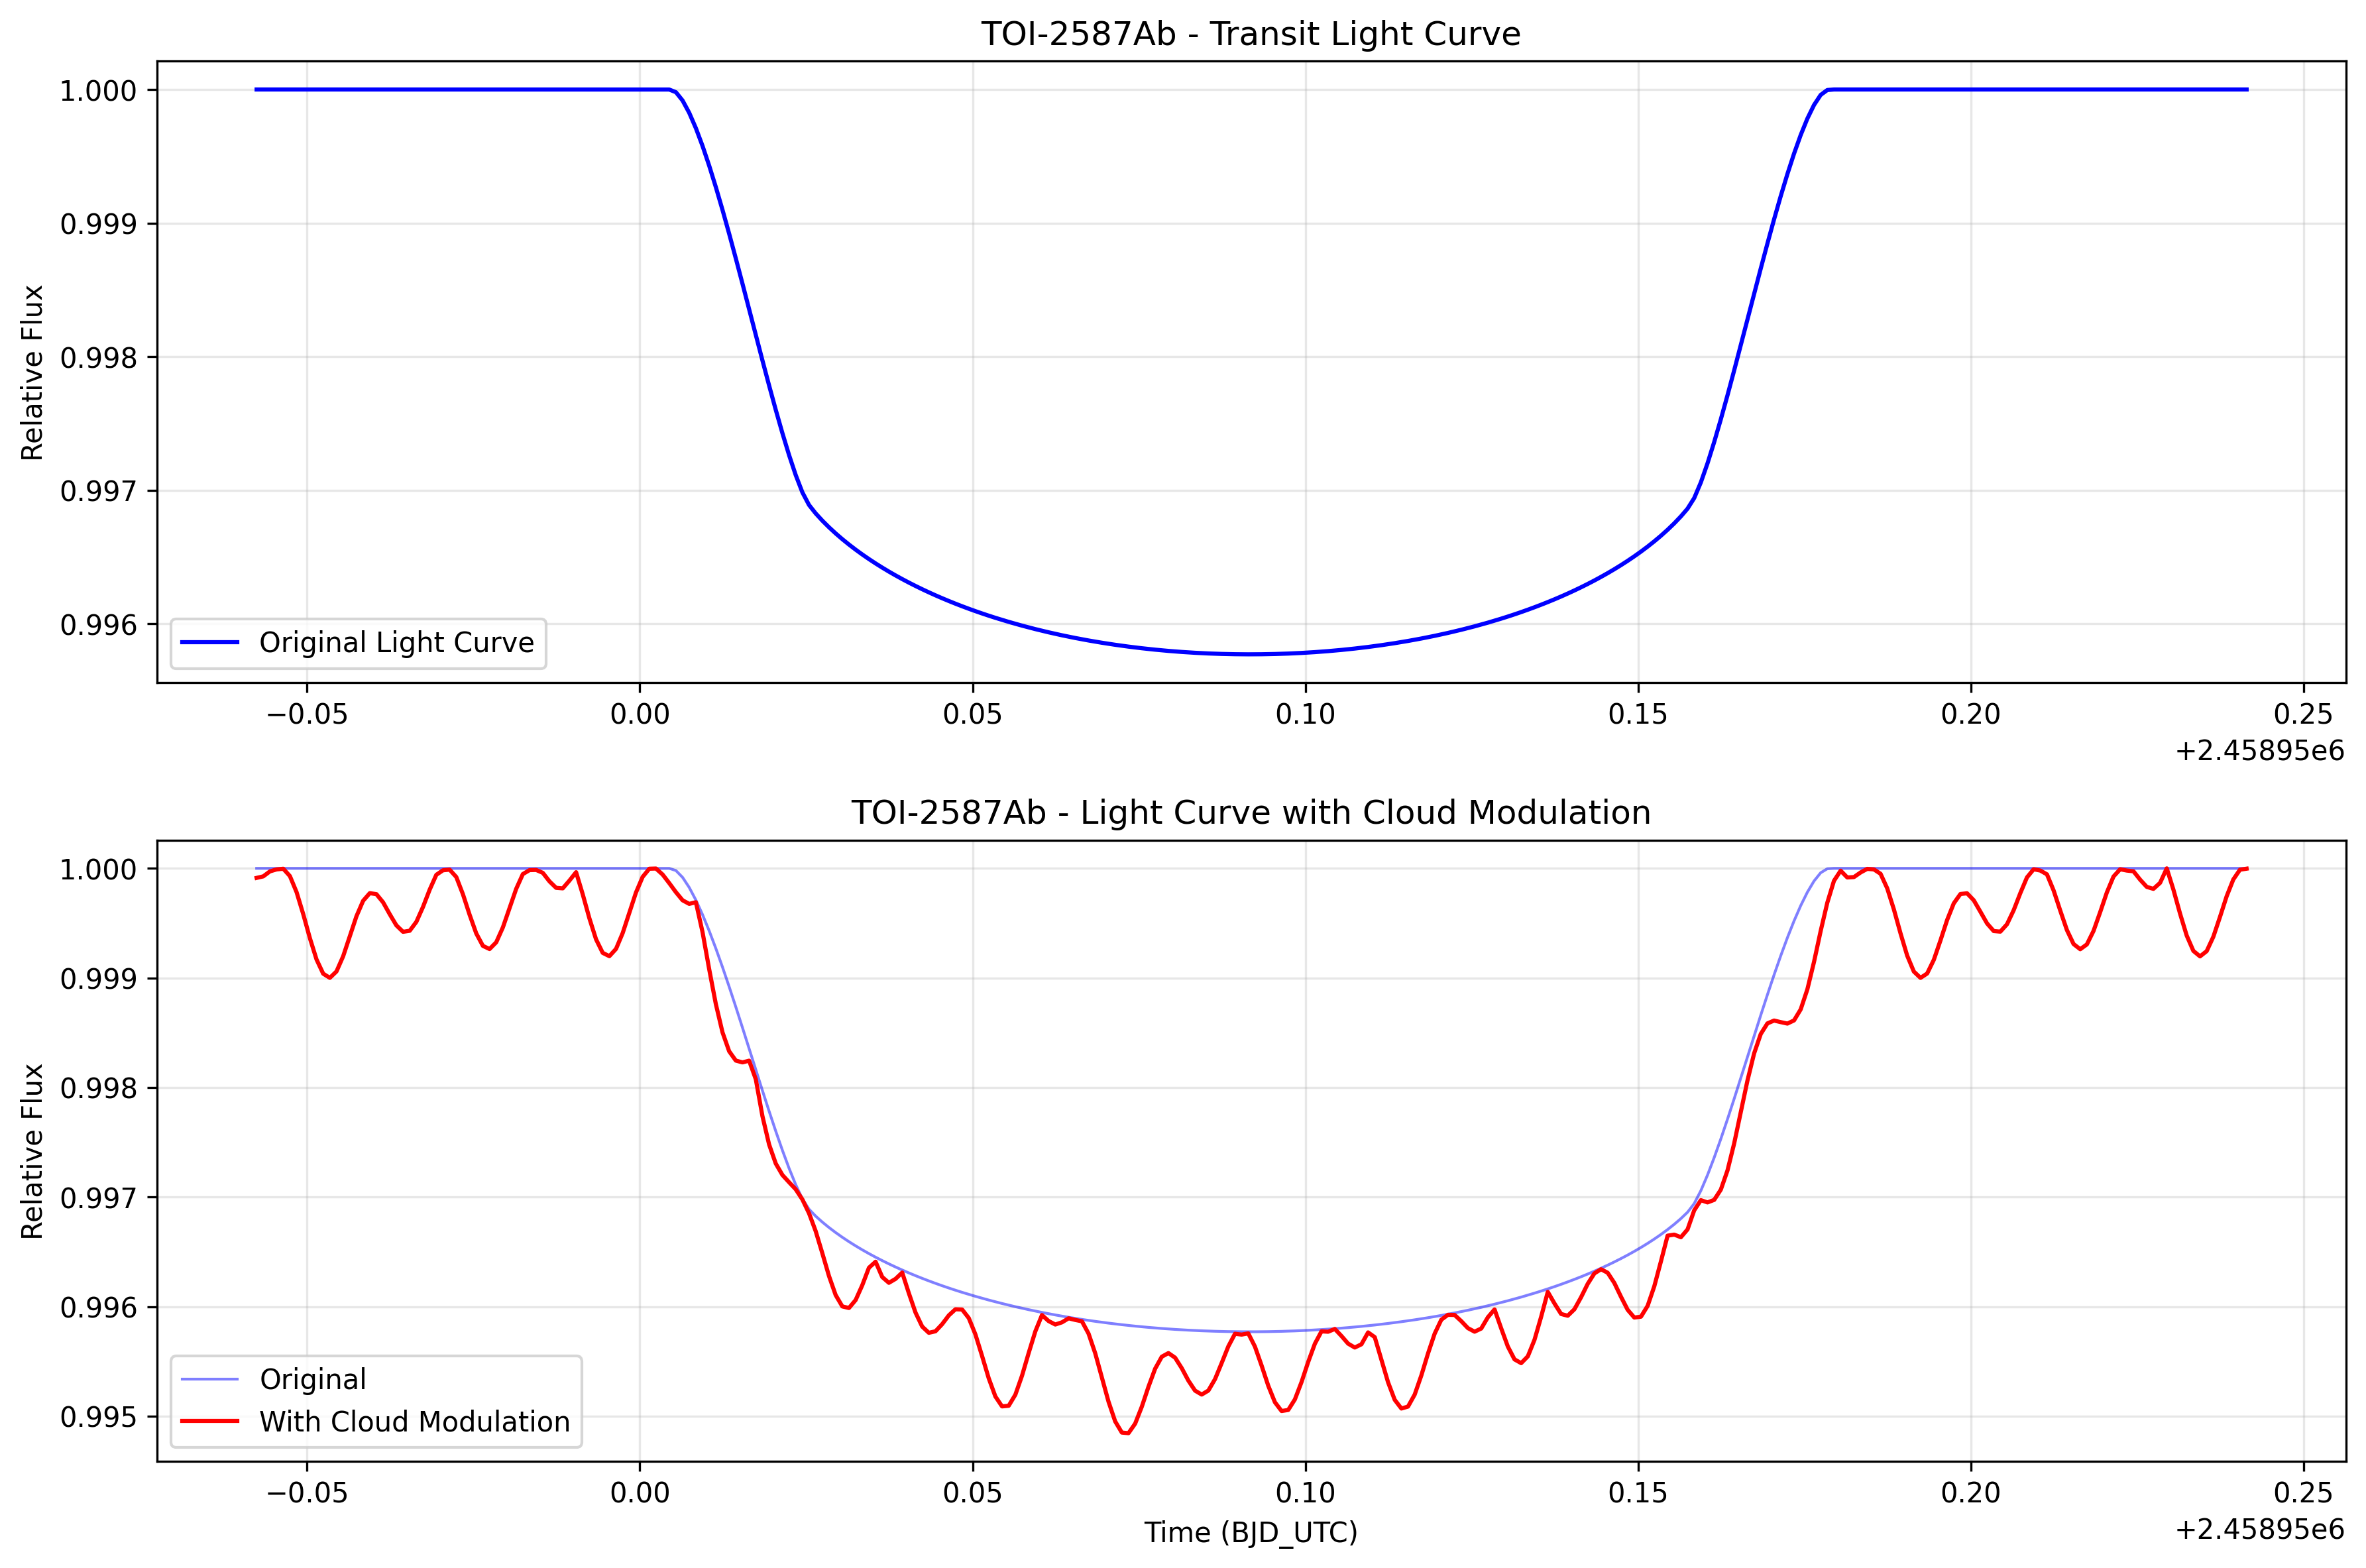 TOI-2587Ab - Transit Light Curve
Relative Flux
1.000
0.999
0.998
0.997
0.996
Original Light Curve
−0.05 0.00 0.05 0.10 0.15 0.20 0.25
+2.45895e6
TOI-2587Ab - Light Curve with Cloud Modulation
Relative Flux
1.000
0.999
0.998
0.997
0.996
0.995
Original
With Cloud Modulation
−0.05 0.00 0.05 0.10 0.15 0.20 0.25
Time (BJD_UTC)
+2.45895e6